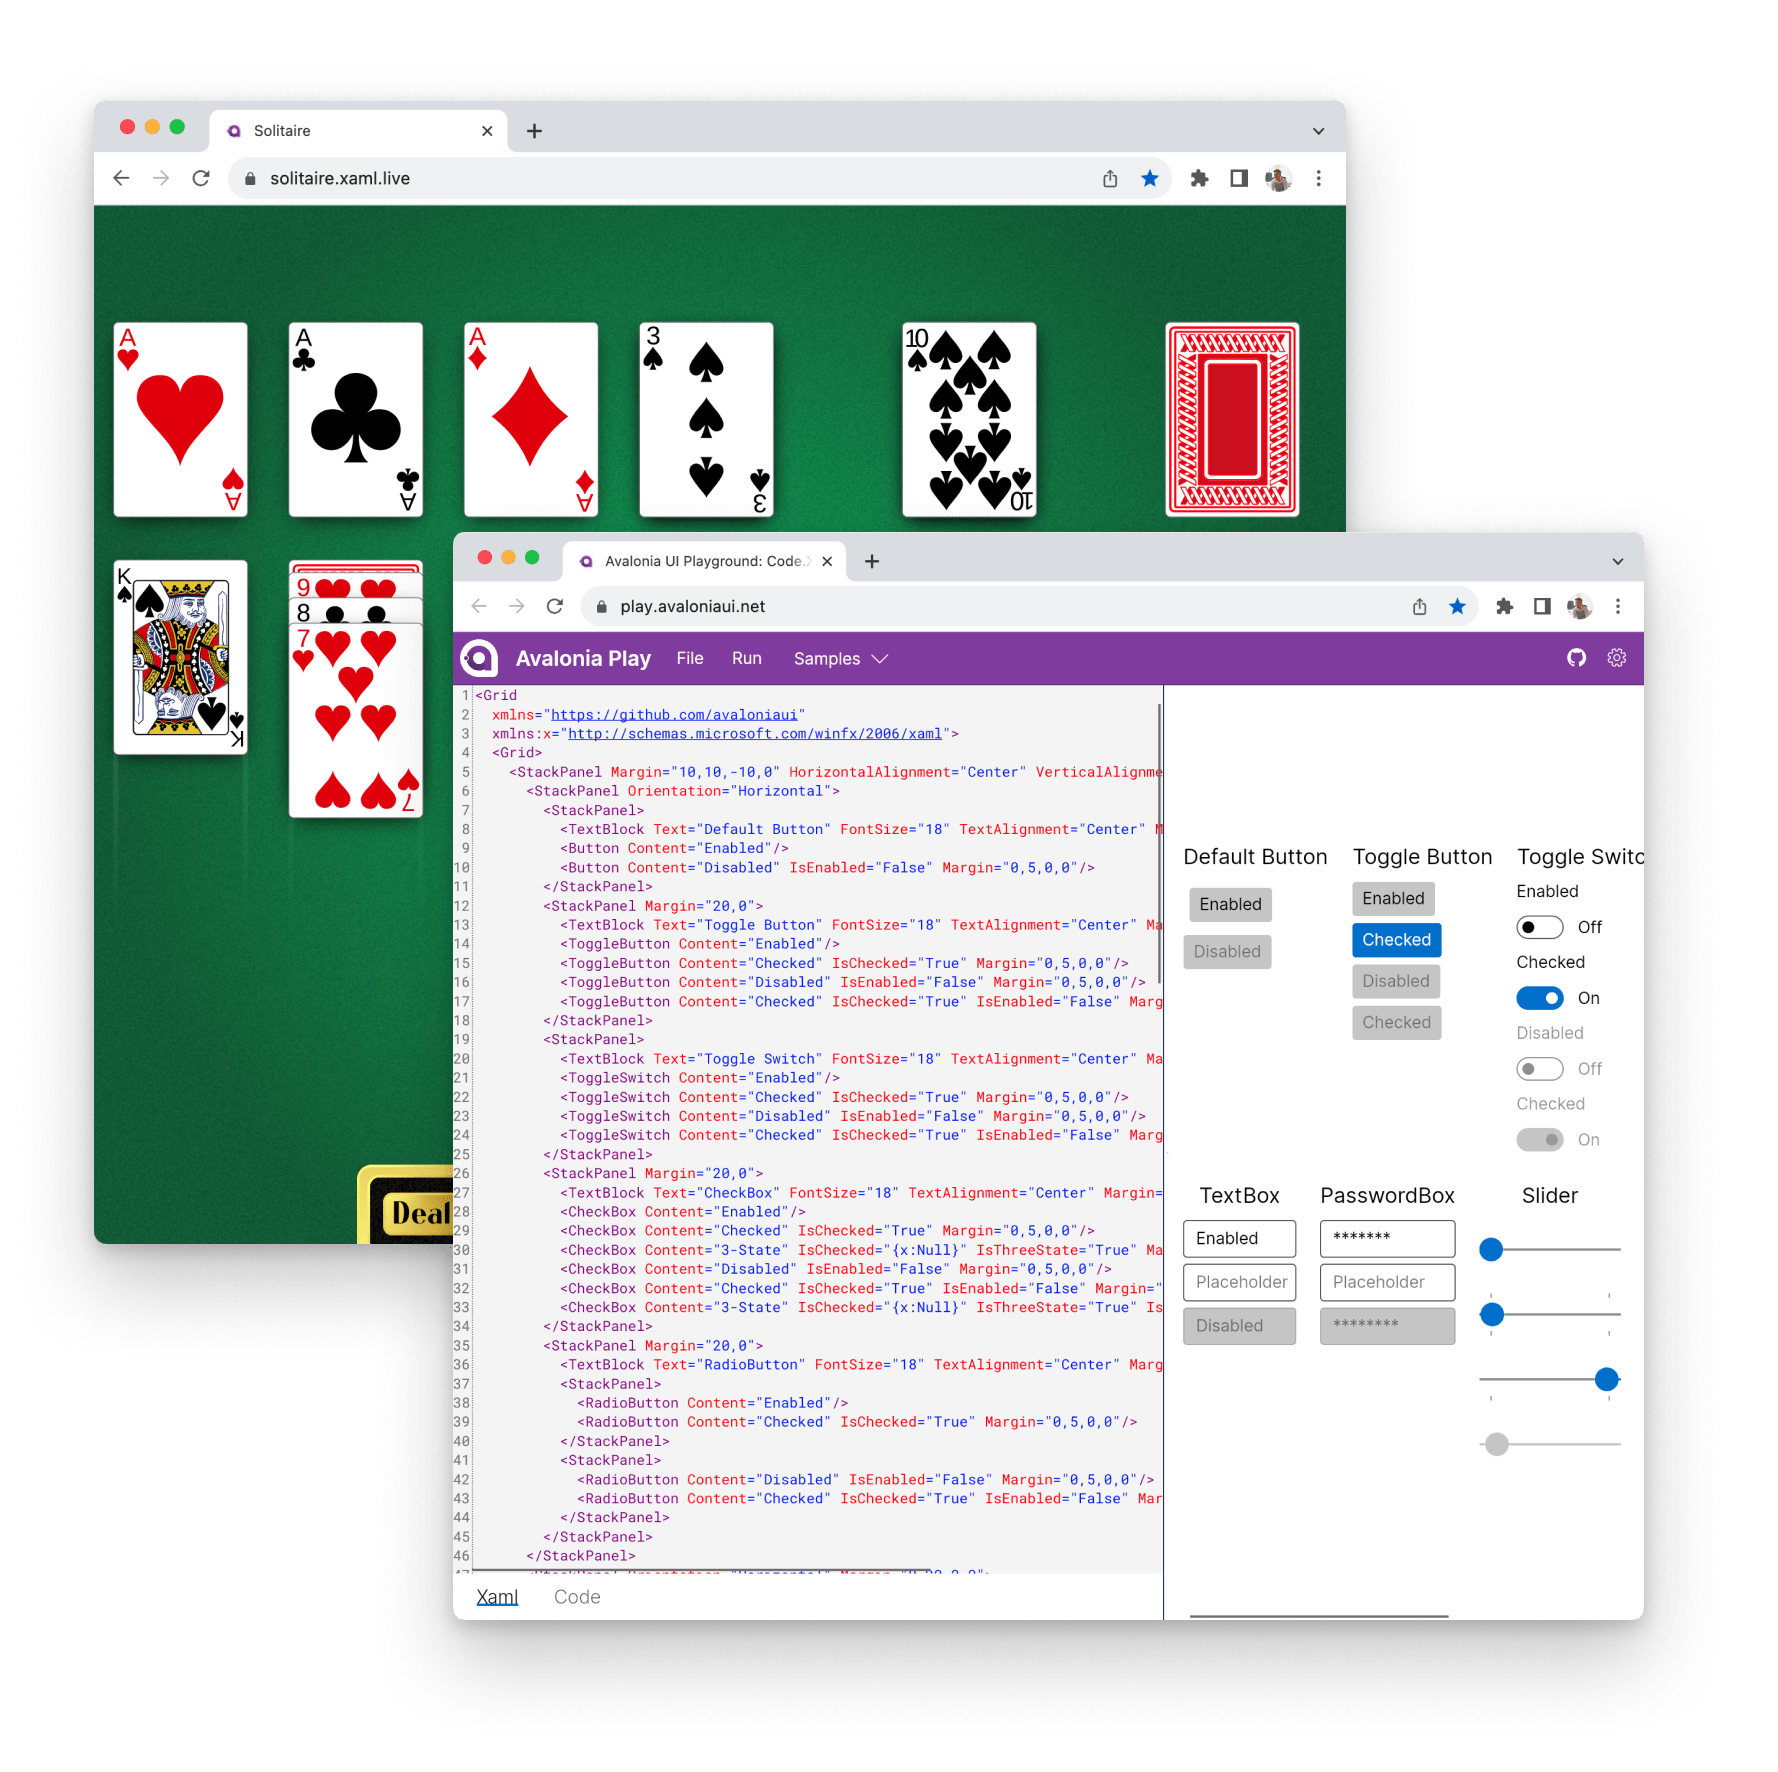 Solitaire
solitaire.xaml.live
A
A
A
A
A
A
3
3
10
10
K
K
9
8
7
7
Deal
Avalonia UI Playground: Code.
play.avaloniaui.net
Avalonia Play File Run Samples
1 <Grid
2 xmlns="https://github.com/avaloniaui"
3 xmlns:x="http://schemas.microsoft.com/winfx/2006/xaml">
4 <Grid>
5 <StackPanel Margin="10,10,-10,0" HorizontalAlignment="Center" VerticalAlignme
6 <StackPanel Orientation="Horizontal">
7 <StackPanel>
8 <TextBlock Text="Default Button" FontSize="18" TextAlignment="Center" M
9 <Button Content="Enabled"/>
10 <Button Content="Disabled" IsEnabled="False" Margin="0,5,0,0"/>
11 </StackPanel>
12 <StackPanel Margin="20,0">
13 <TextBlock Text="Toggle Button" FontSize="18" TextAlignment="Center" Ma
14 <ToggleButton Content="Enabled"/>
15 <ToggleButton Content="Checked" IsChecked="True" Margin="0,5,0,0"/>
16 <ToggleButton Content="Disabled" IsEnabled="False" Margin="0,5,0,0"/>
17 <ToggleButton Content="Checked" IsChecked="True" IsEnabled="False" Marg
18 </StackPanel>
19 <StackPanel>
20 <TextBlock Text="Toggle Switch" FontSize="18" TextAlignment="Center" Ma
21 <ToggleSwitch Content="Enabled"/>
22 <ToggleSwitch Content="Checked" IsChecked="True" Margin="0,5,0,0"/>
23 <ToggleSwitch Content="Disabled" IsEnabled="False" Margin="0,5,0,0"/>
24 <ToggleSwitch Content="Checked" IsChecked="True" IsEnabled="False" Marg
25 </StackPanel>
26 <StackPanel Margin="20,0">
27 <TextBlock Text="CheckBox" FontSize="18" TextAlignment="Center" Margin=
28 <CheckBox Content="Enabled"/>
29 <CheckBox Content="Checked" IsChecked="True" Margin="0,5,0,0"/>
30 <CheckBox Content="3-State" IsChecked="{x:Null}" IsThreeState="True" Ma
31 <CheckBox Content="Disabled" IsEnabled="False" Margin="0,5,0,0"/>
32 <CheckBox Content="Checked" IsChecked="True" IsEnabled="False" Margin="
33 <CheckBox Content="3-State" IsChecked="{x:Null}" IsThreeState="True" Is
34 </StackPanel>
35 <StackPanel Margin="20,0">
36 <TextBlock Text="RadioButton" FontSize="18" TextAlignment="Center" Marg
37 <StackPanel>
38 <RadioButton Content="Enabled"/>
39 <RadioButton Content="Checked" IsChecked="True" Margin="0,5,0,0"/>
40 </StackPanel>
41 <StackPanel>
42 <RadioButton Content="Disabled" IsEnabled="False" Margin="0,5,0,0"/>
43 <RadioButton Content="Checked" IsChecked="True" IsEnabled="False" Mar
44 </StackPanel>
45 </StackPanel>
46 </StackPanel>
Xaml Code
Default Button Toggle Button Toggle Switc
Enabled
Disabled
Enabled
Checked
Disabled
Checked
Enabled
Off
Checked
On
Disabled
Off
Checked
On
TextBox PasswordBox Slider
Enabled *******
Placeholder Placeholder
Disabled ********